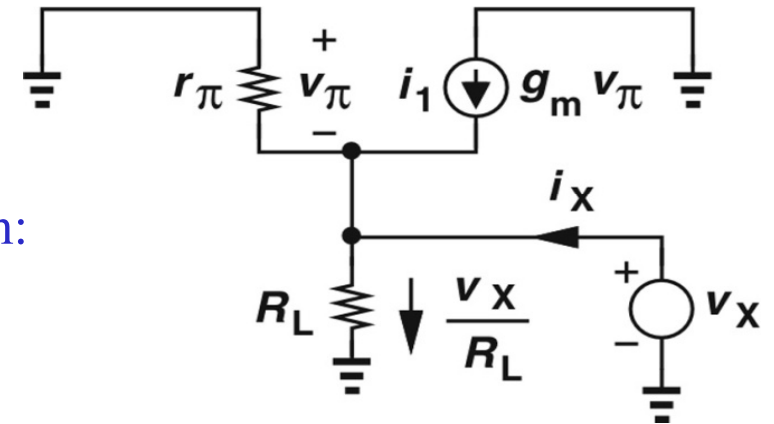 +
rπ vπ i1 gm vπ
−
iX
n:
RL vX/RL + vX
−